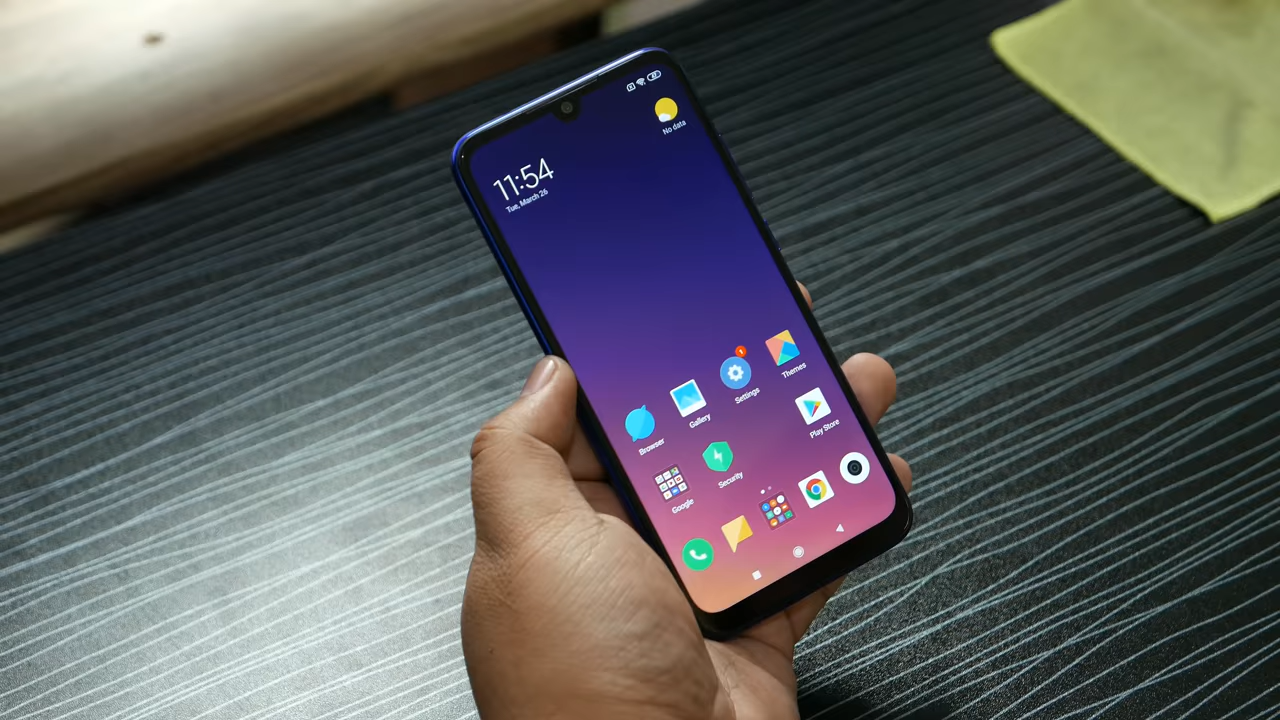 No data
11:54
Tue, March 26
Browser
Gallery
Settings
Themes
Google
Security
Play Store